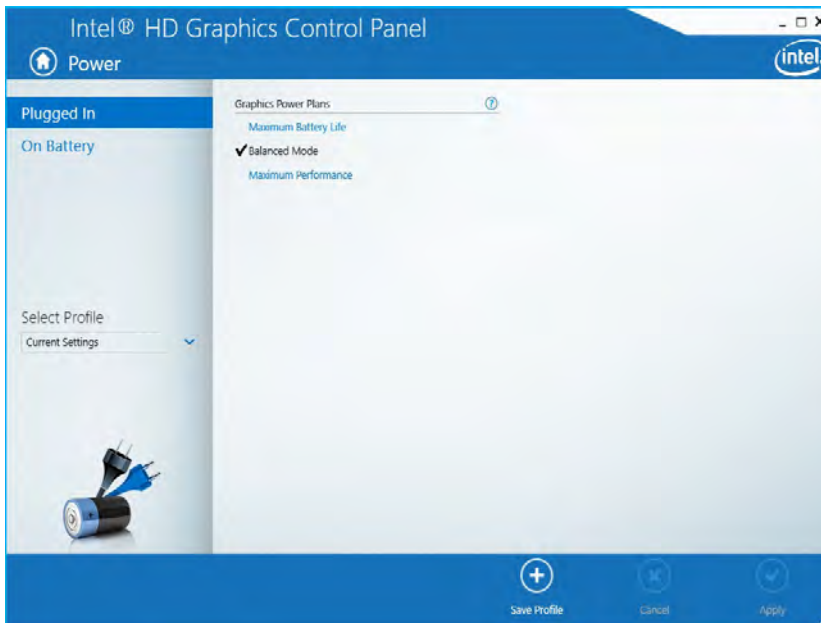 Intel® HD Graphics Control Panel
Power
intel
Plugged In
On Battery
Graphics Power Plans
Maximum Battery Life
Balanced Mode
Maximum Performance
Select Profile
Current Settings
Save Profile
Cancel
Apply